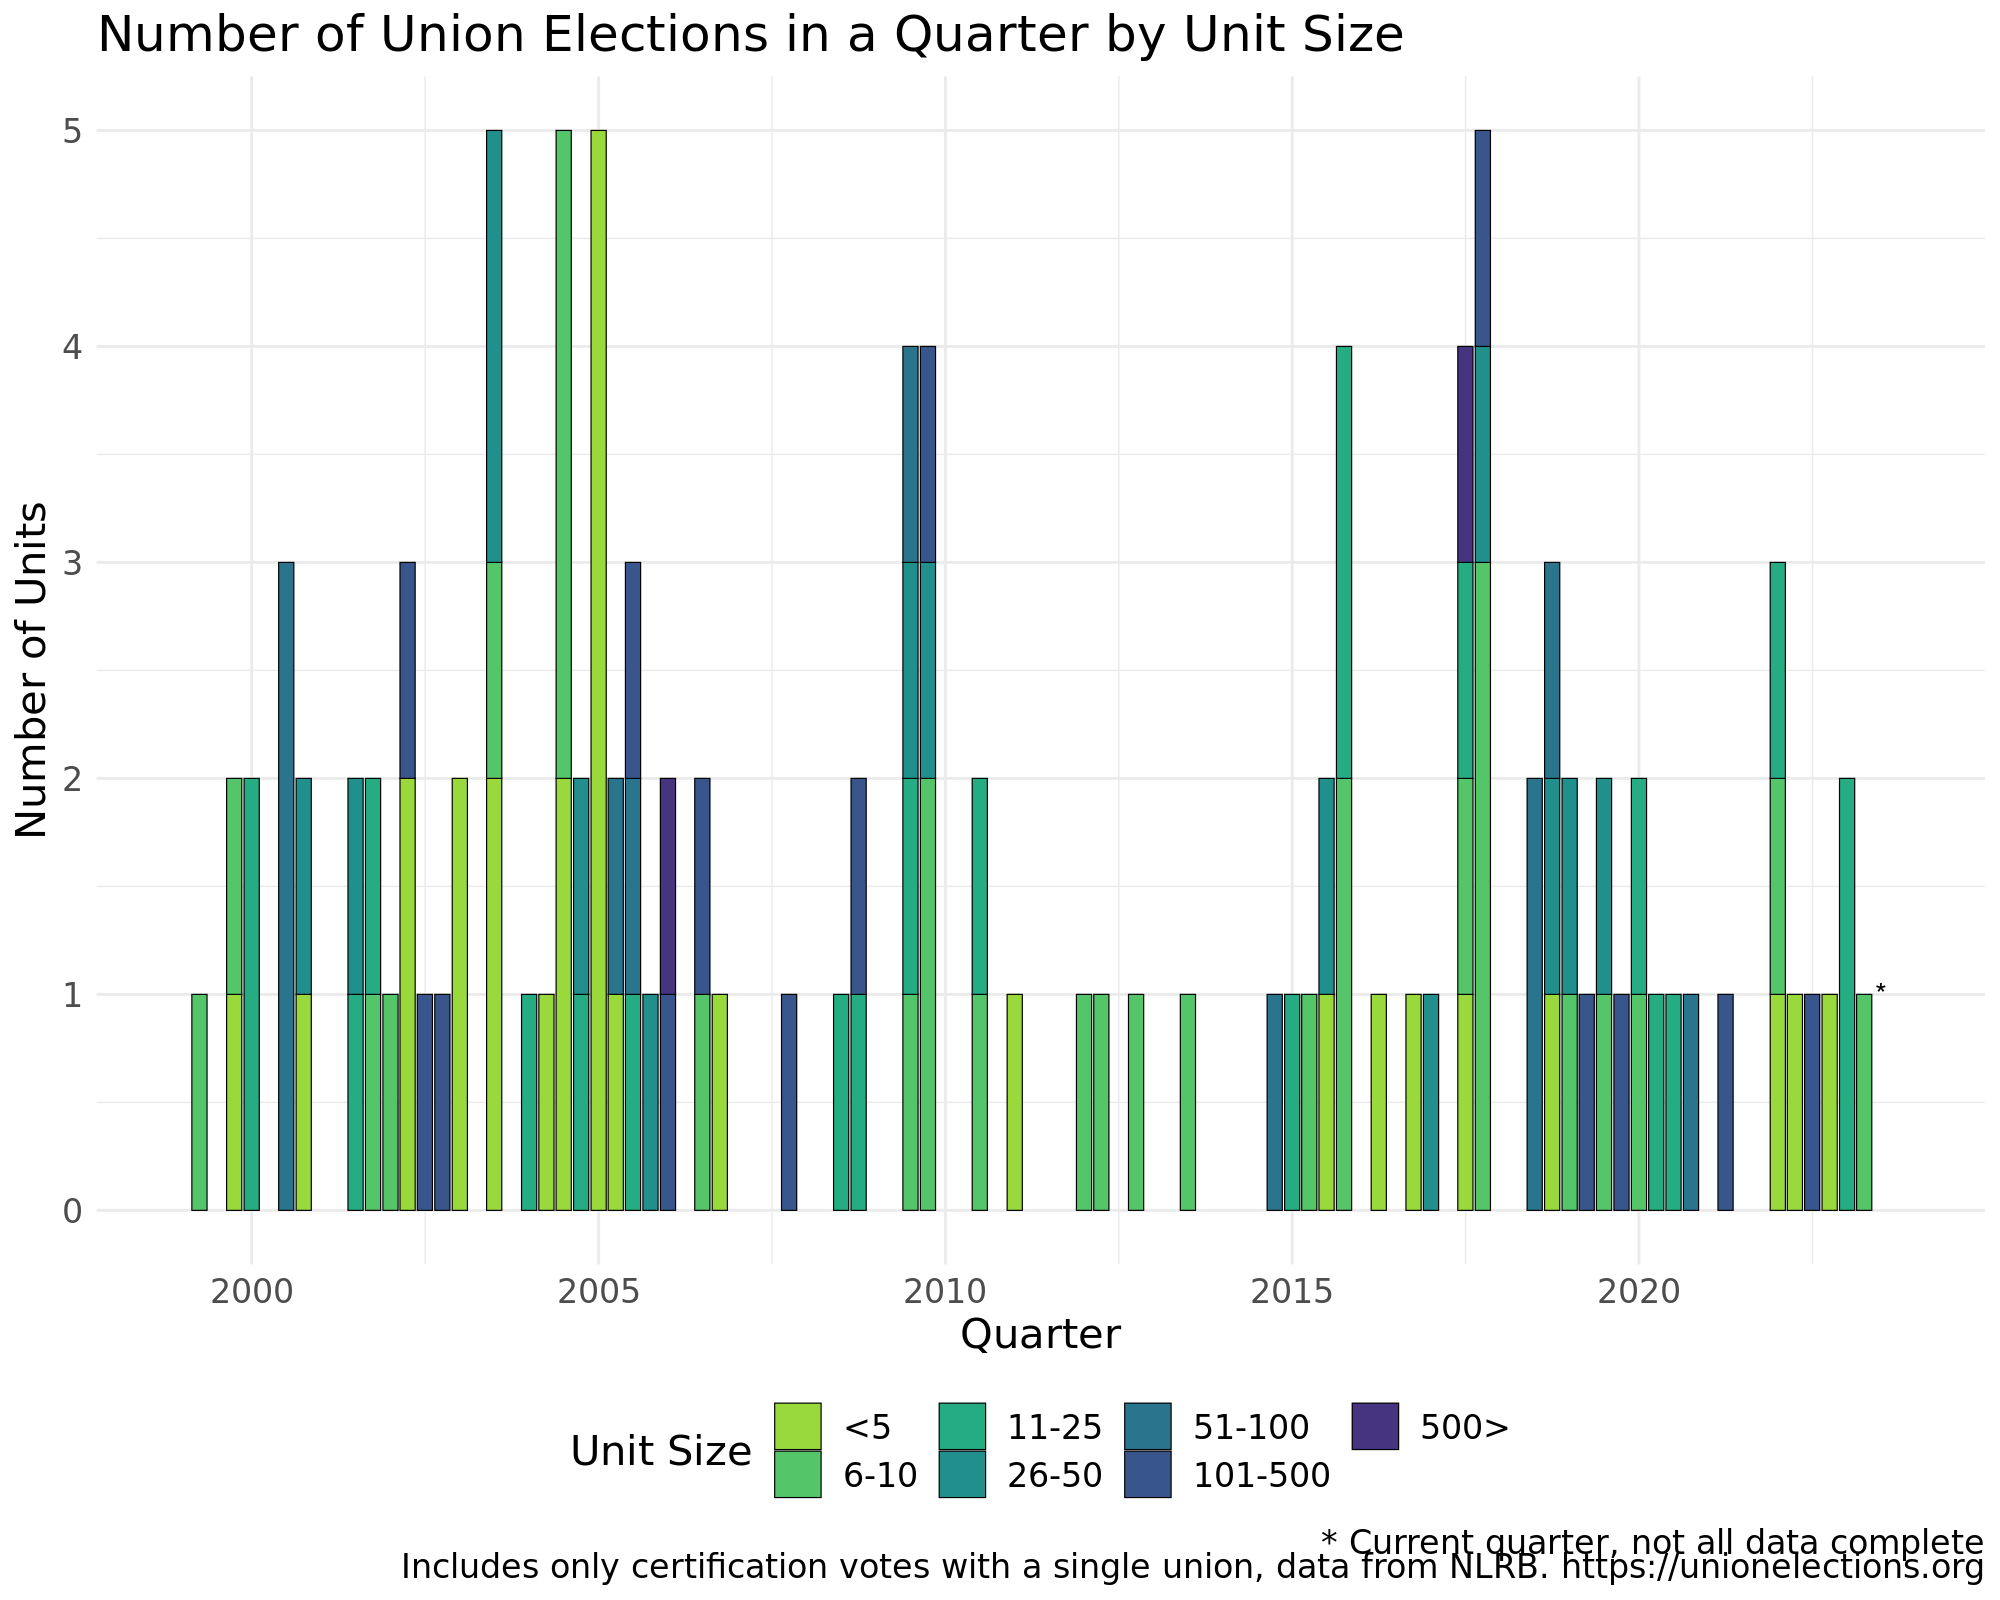 Number of Union Elections in a Quarter by Unit Size
Number of Units
5
4
3
2
1
0
*
2000 2005 2010 2015 2020
Quarter
Unit Size
<5 11-25 51-100 500>
6-10 26-50 101-500
* Current quarter, not all data complete
Includes only certification votes with a single union, data from NLRB. https://unionelections.org